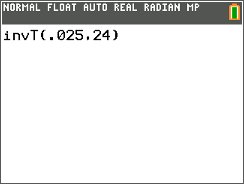 NORMAL FLOAT AUTO REAL RADIAN MP
invT(.025,24)